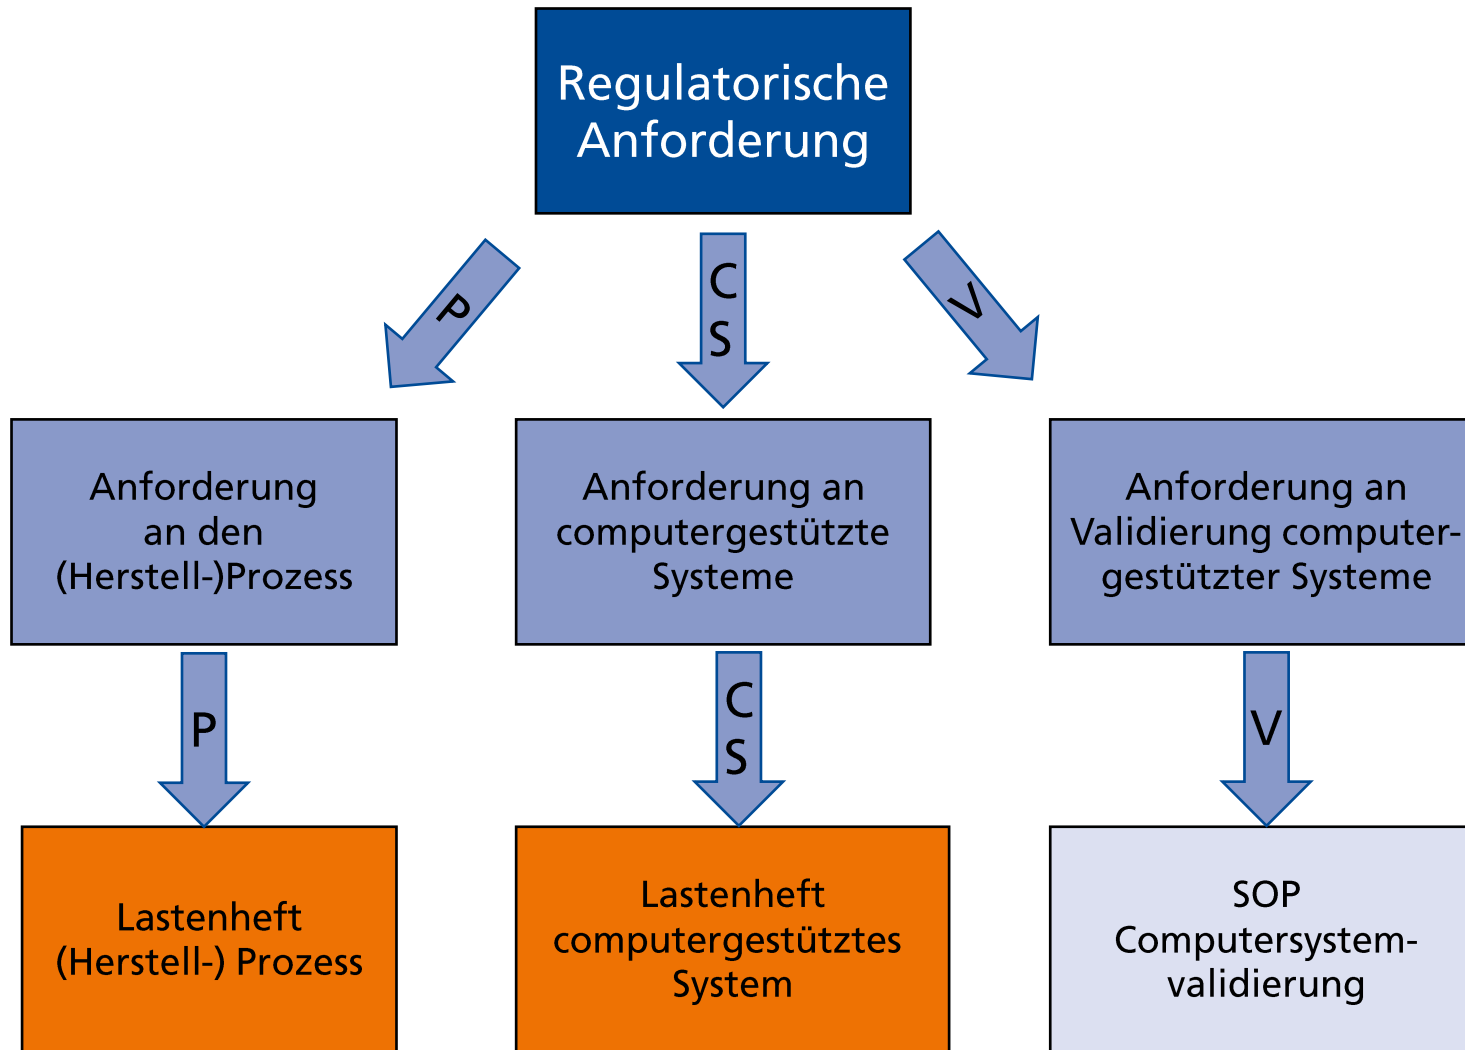 Regulatorische
Anforderung
P
C
S
V
Anforderung
an den
(Herstell-)Prozess
Anforderung an
computergestützte
Systeme
Anforderung an
Validierung computer-
gestützter Systeme
P
C
S
V
Lastenheft
(Herstell-) Prozess
Lastenheft
computergestütztes
System
SOP
Computersystem-
validierung